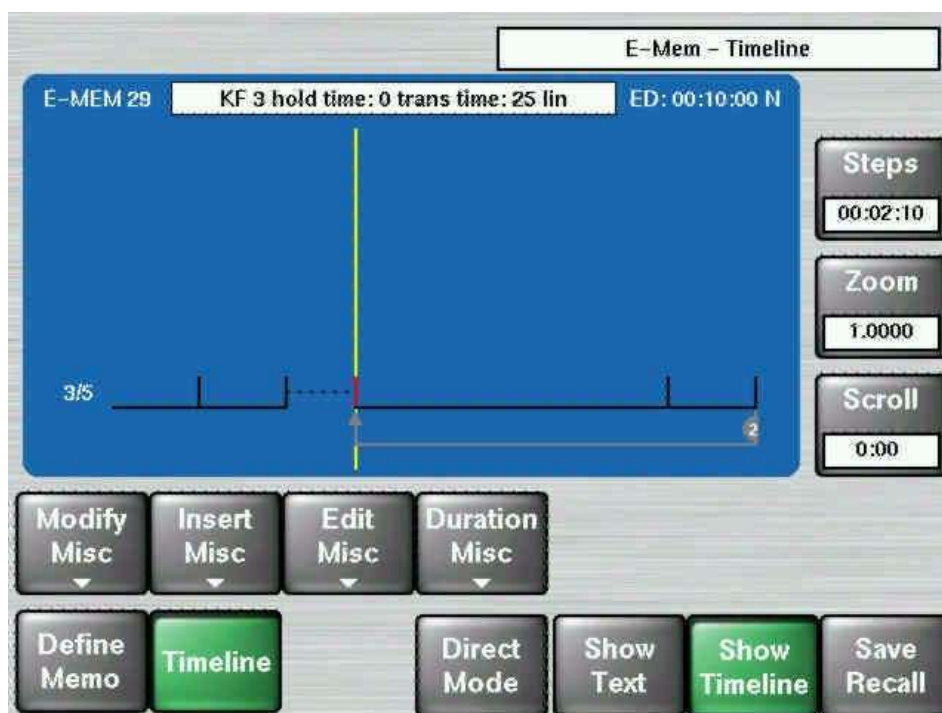 E-Mem - Timeline
E-MEM 29 KF 3 hold time: 0 trans time: 25 lin ED: 00:10:00 N
Steps
00:02:10
Zoom
1.0000
3/5
Scroll
2
0:00
Modify Misc
Insert Misc
Edit Misc
Duration Misc
Define Memo
Timeline
Direct Mode
Show Text
Show Timeline
Save Recall